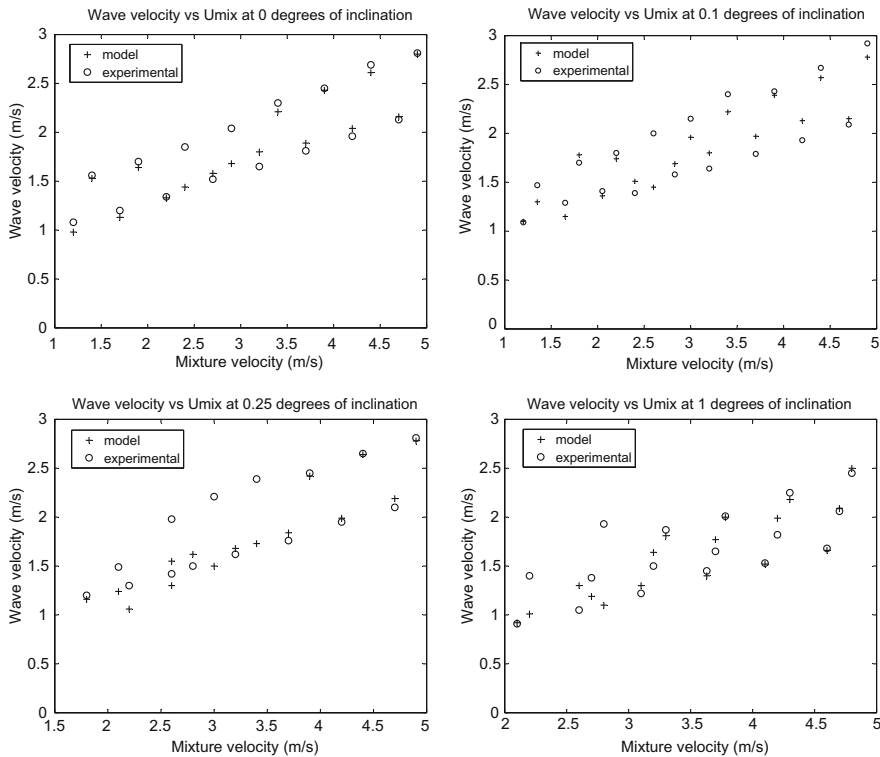 Wave velocity vs Umix at 0 degrees of inclination
3
2.5
2
1.5
1
0.5
0
Wave velocity (m/s)
model
experimental
1 1.5 2 2.5 3 3.5 4 4.5 5
Mixture velocity (m/s)
Wave velocity vs Umix at 0.1 degrees of inclination
3
2.5
2
1.5
1
0.5
0
Wave velocity (m/s)
model
experimental
1 1.5 2 2.5 3 3.5 4 4.5 5
Mixture velocity (m/s)
Wave velocity vs Umix at 0.25 degrees of inclination
3
2.5
2
1.5
1
0.5
0
Wave velocity (m/s)
model
experimental
1.5 2 2.5 3 3.5 4 4.5 5
Mixture velocity (m/s)
Wave velocity vs Umix at 1 degrees of inclination
3
2.5
2
1.5
1
0.5
0
Wave velocity (m/s)
model
experimental
2 2.5 3 3.5 4 4.5 5
Mixture velocity (m/s)